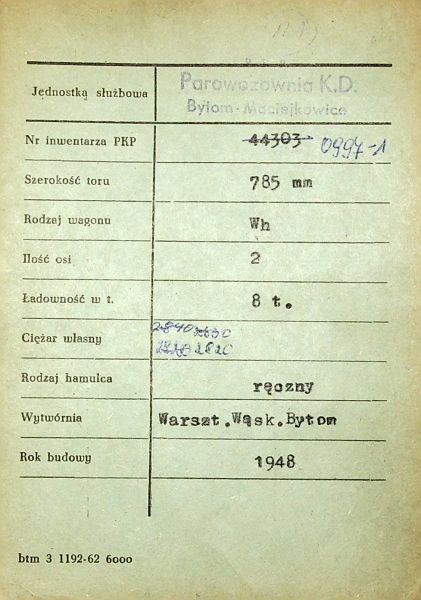 P. K. P.
Jednostką służbowa Parowozownia K.D.
Bytom-Maciejkowice
Nr inwentarza PKP 44303 0997-1
Szerokość toru 785 mm
Rodzaj wagonu Wh
Ilość osi 2
Ładowność w t. 8 t.
Ciężar własny 2840
2820
Rodzaj hamulca ręczny
Wytwórnia Warszt.Wąsk.Bytom
Rok budowy 1948
btm 3 1192-62 6000